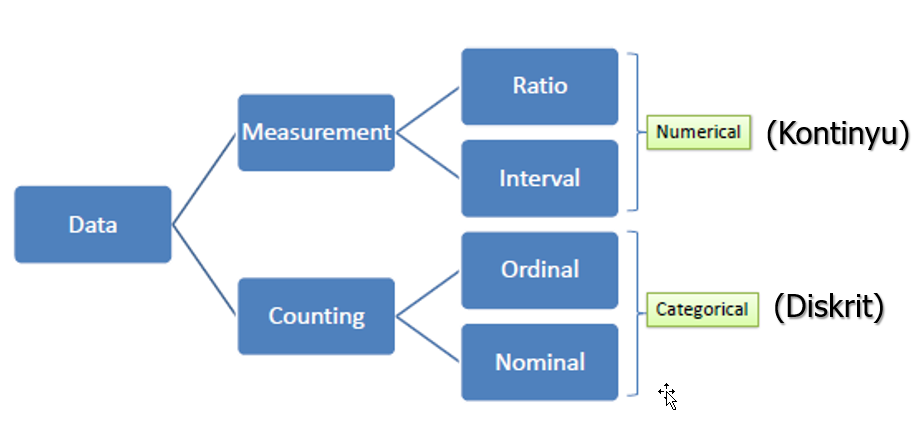 Data
Measurement
Counting
Ratio
Interval
Ordinal
Nominal
Numerical
(Kontinyu)
Categorical
(Diskrit)